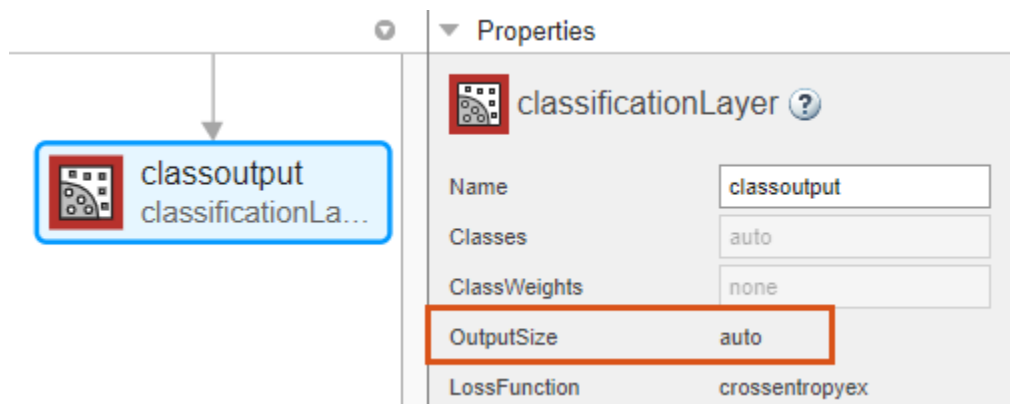 Properties
classoutput
classificationLa...
classificationLayer ?
Name classoutput
Classes auto
ClassWeights none
OutputSize auto
LossFunction crossentropyex